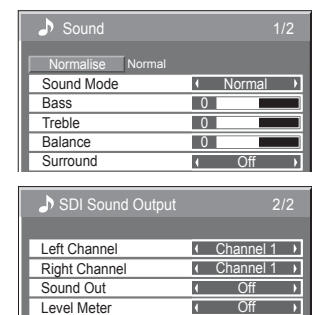 Sound 1/2
Normalise Normal
Sound Mode Normal
Bass 0
Treble 0
Balance 0
Surround Off
SDI Sound Output 2/2
Left Channel Channel 1
Right Channel Channel 1
Sound Out Off
Level Meter Off